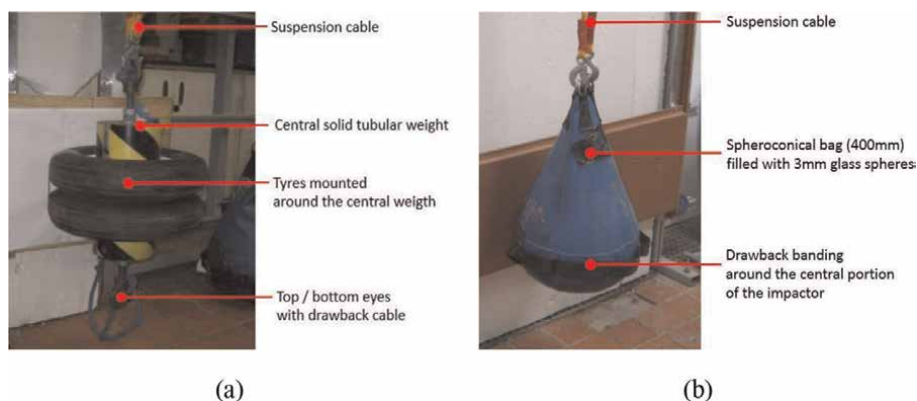 Suspension cable
Central solid tubular weight
Tyres mounted
around the central weigth
Top / bottom eyes
with drawback cable
(a)
Suspension cable
Spheroconical bag (400mm)
filled with 3mm glass spheres
Drawback banding
around the central portion
of the impactor
(b)